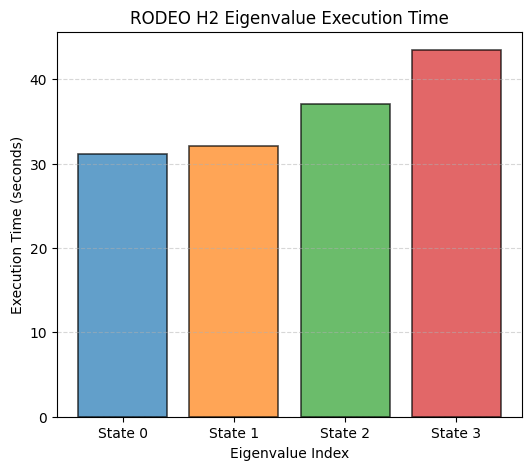 RODEO H2 Eigenvalue Execution Time
Execution Time (seconds)
40
30
20
10
0
State 0 State 1 State 2 State 3
Eigenvalue Index